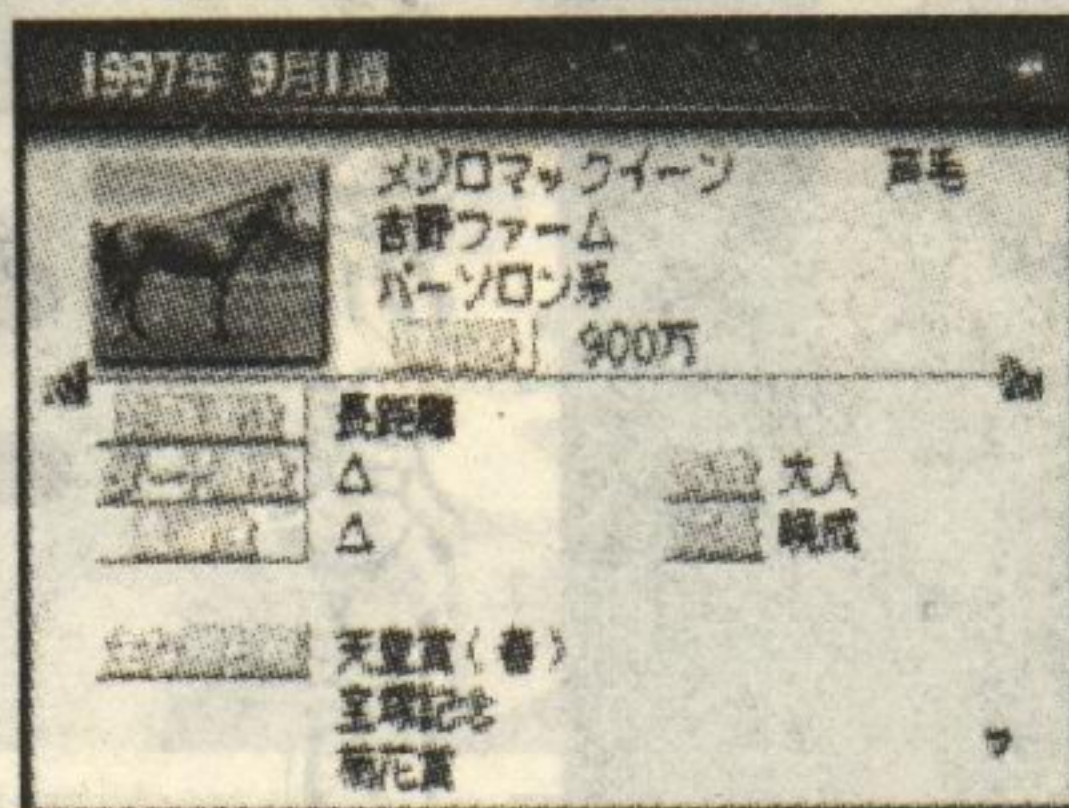 1997年 9月1週
メジロマックイーン 芦毛
吉野ファーム
パーソロン系
900万
長距離
△
△
大人
晩成
天皇賞(春)
宝塚記念
菊花賞